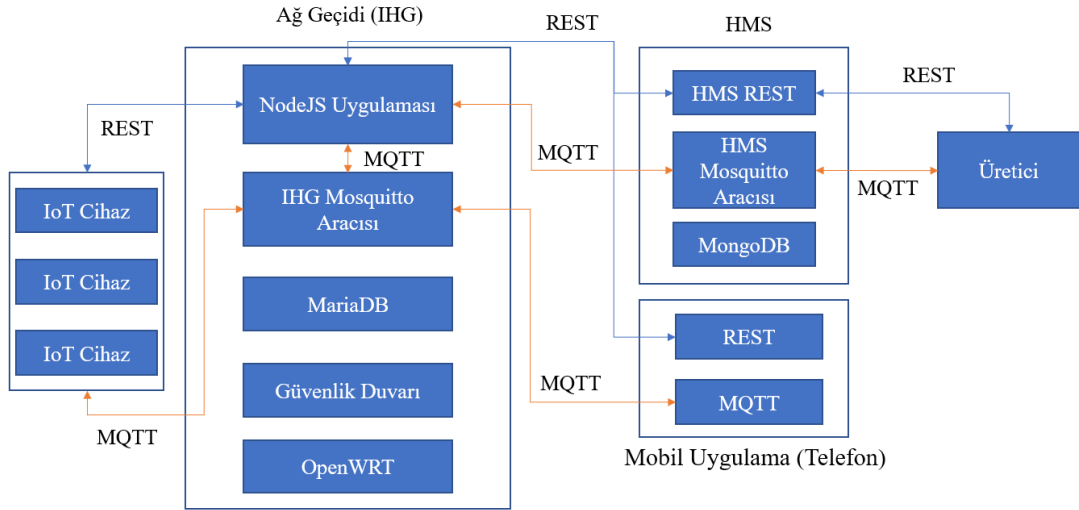 Ağ Geçidi (IHG)
REST
HMS
NodeJS Uygulaması
HMS REST
REST
REST
MQTT
MQTT
HMS
Mosquitto
Aracısı
MQTT
Üretici
IoT Cihaz
IoT Cihaz
IoT Cihaz
IHG Mosquitto
Aracısı
MongoDB
MariaDB
REST
Güvenlik Duvarı
MQTT
MQTT
MQTT
OpenWRT
Mobil Uygulama (Telefon)